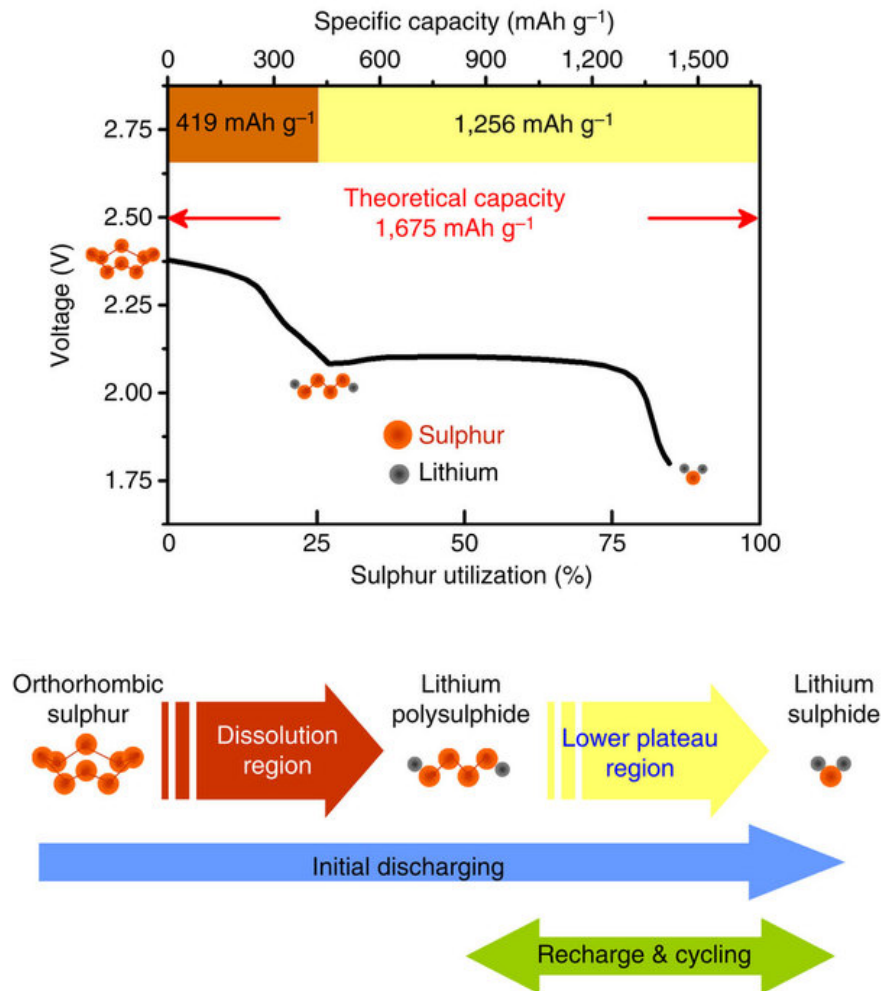 Specific capacity (mAh g⁻¹)
0 300 600 900 1,200 1,500
419 mAh g⁻¹ 1,256 mAh g⁻¹
2.75
Theoretical capacity
1,675 mAh g⁻¹
2.50
Voltage (V)
2.25
2.00
Sulphur
Lithium
1.75
0 25 50 75 100
Sulphur utilization (%)
Orthorhombic
sulphur
Dissolution
region
Lithium
polysulphide
Lower plateau
region
Lithium
sulphide
Initial discharging
Recharge & cycling